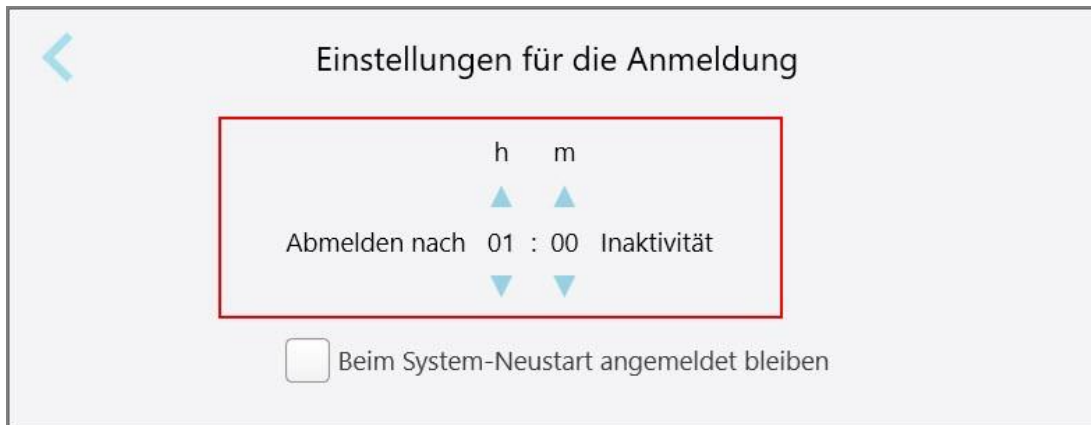 Einstellungen für die Anmeldung
h m
Abmelden nach 01 : 00 Inaktivität
Beim System-Neustart angemeldet bleiben